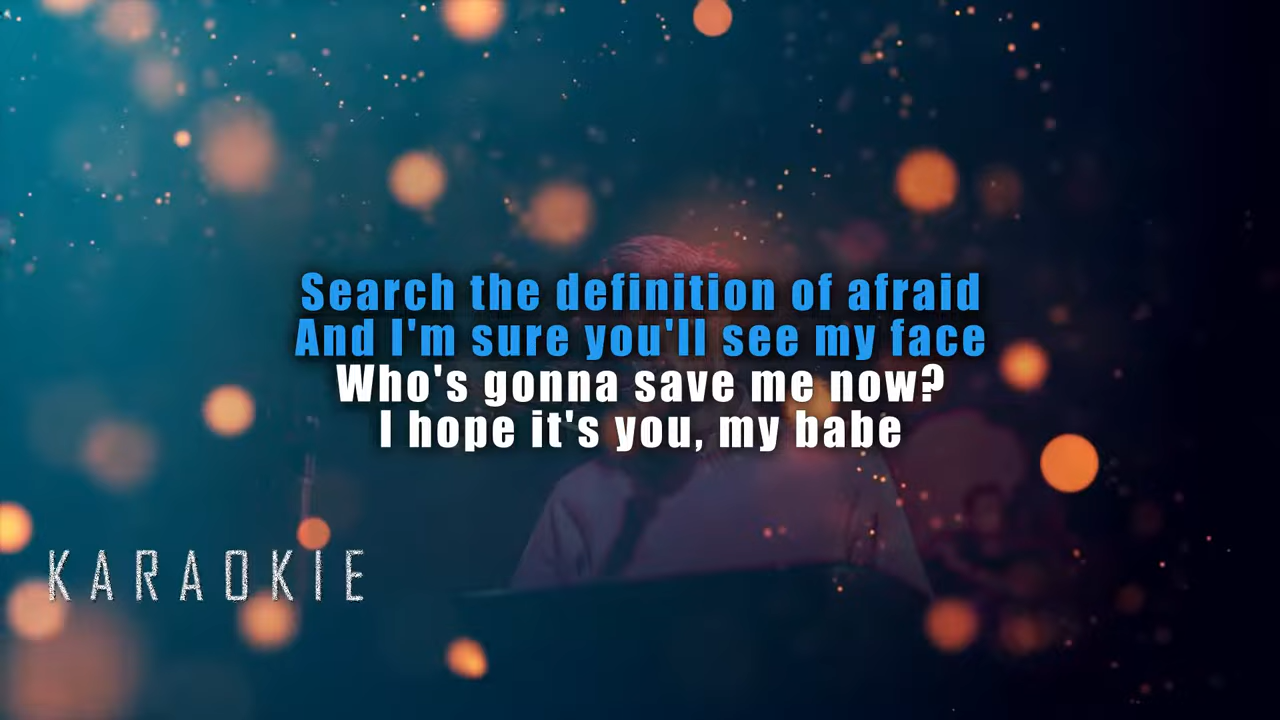 Search the definition of afraid
And I'm sure you'll see my face
Who's gonna save me now?
I hope it's you, my babe
KARAOKIE